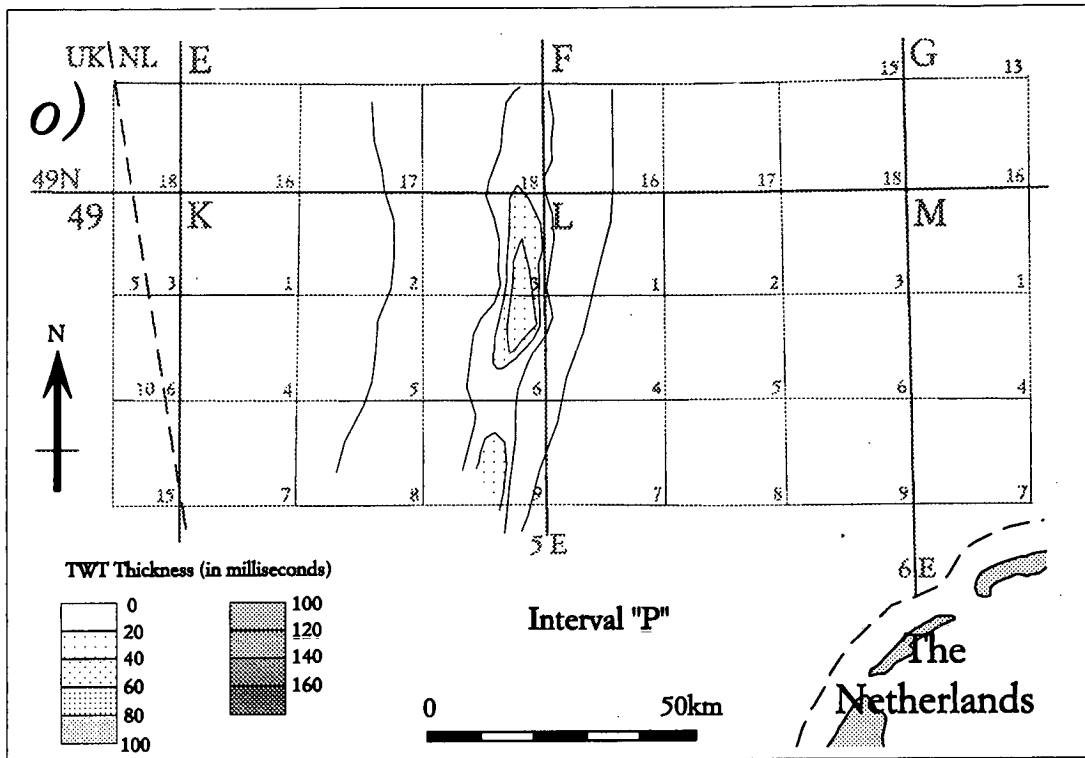 UK\NL E F G
15 13
o)
49N 18 16 17 18 16 17 18 16
49 K L M
5 3 1 2 3 1 2 3 1
N
10 6 4 5 6 4 5 6 4
15 7 8 9 7 8 9 7
5 E
6 E
TWT Thickness (in milliseconds)
0
20
40
60
80
100
100
120
140
160
Interval "P"
0 50km
The
Netherlands